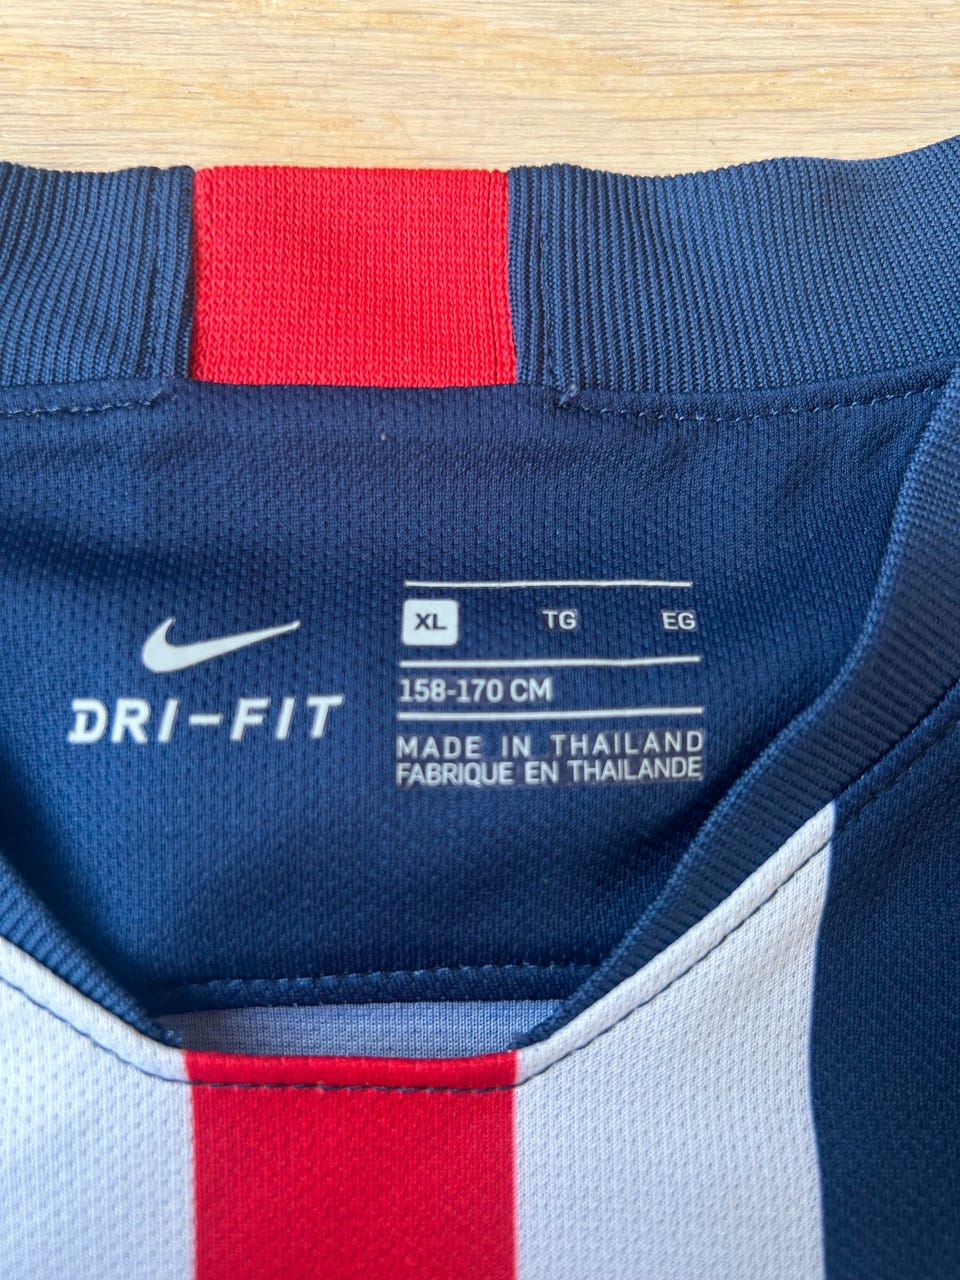 DRI-FIT
XL TG EG
158-170 CM
MADE IN THAILAND
FABRIQUE EN THAILANDE